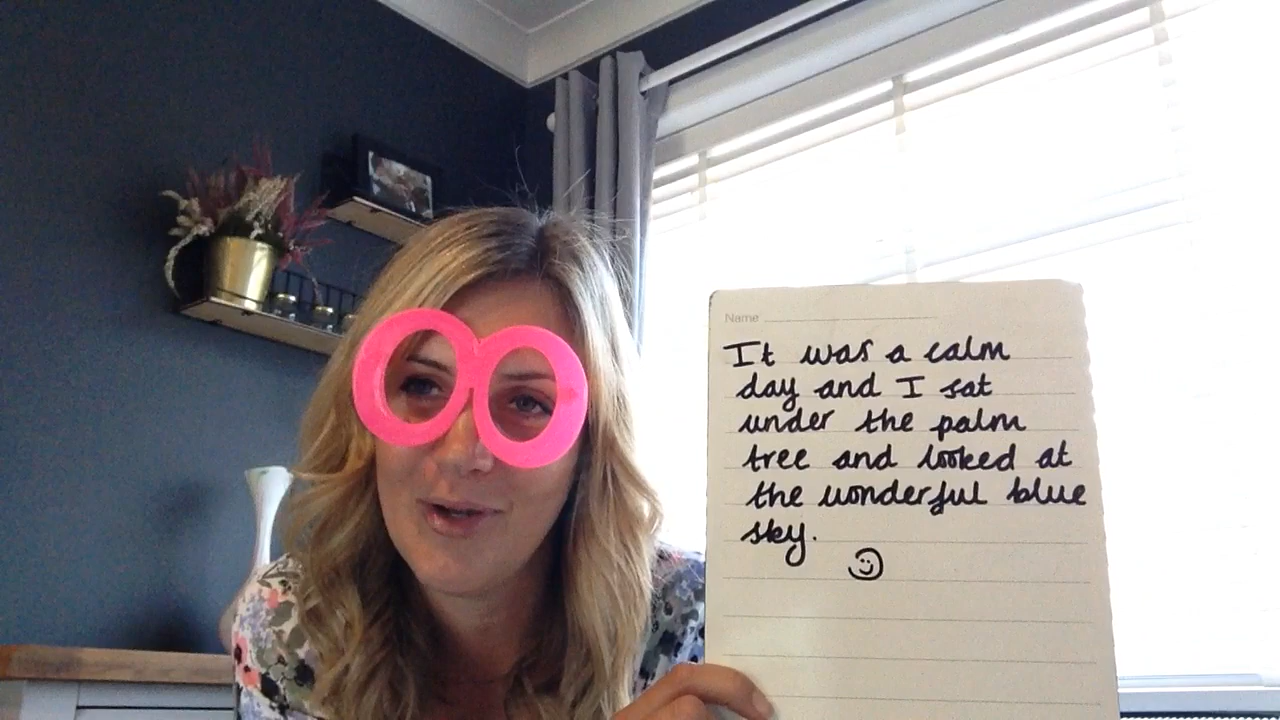 Name
It was a calm
day and I sat
under the palm
tree and looked at
the wonderful blue
sky.